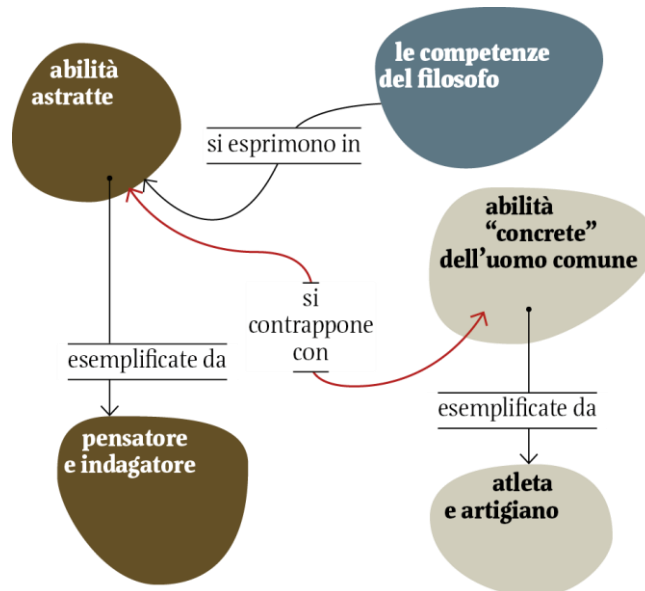 le competenze
del filosofo
abilità
astratte
si esprimono in
abilità
“concrete”
dell’uomo comune
si
contrappone
con
esemplificate da
esemplificate da
pensatore
e indagatore
atleta
e artigiano